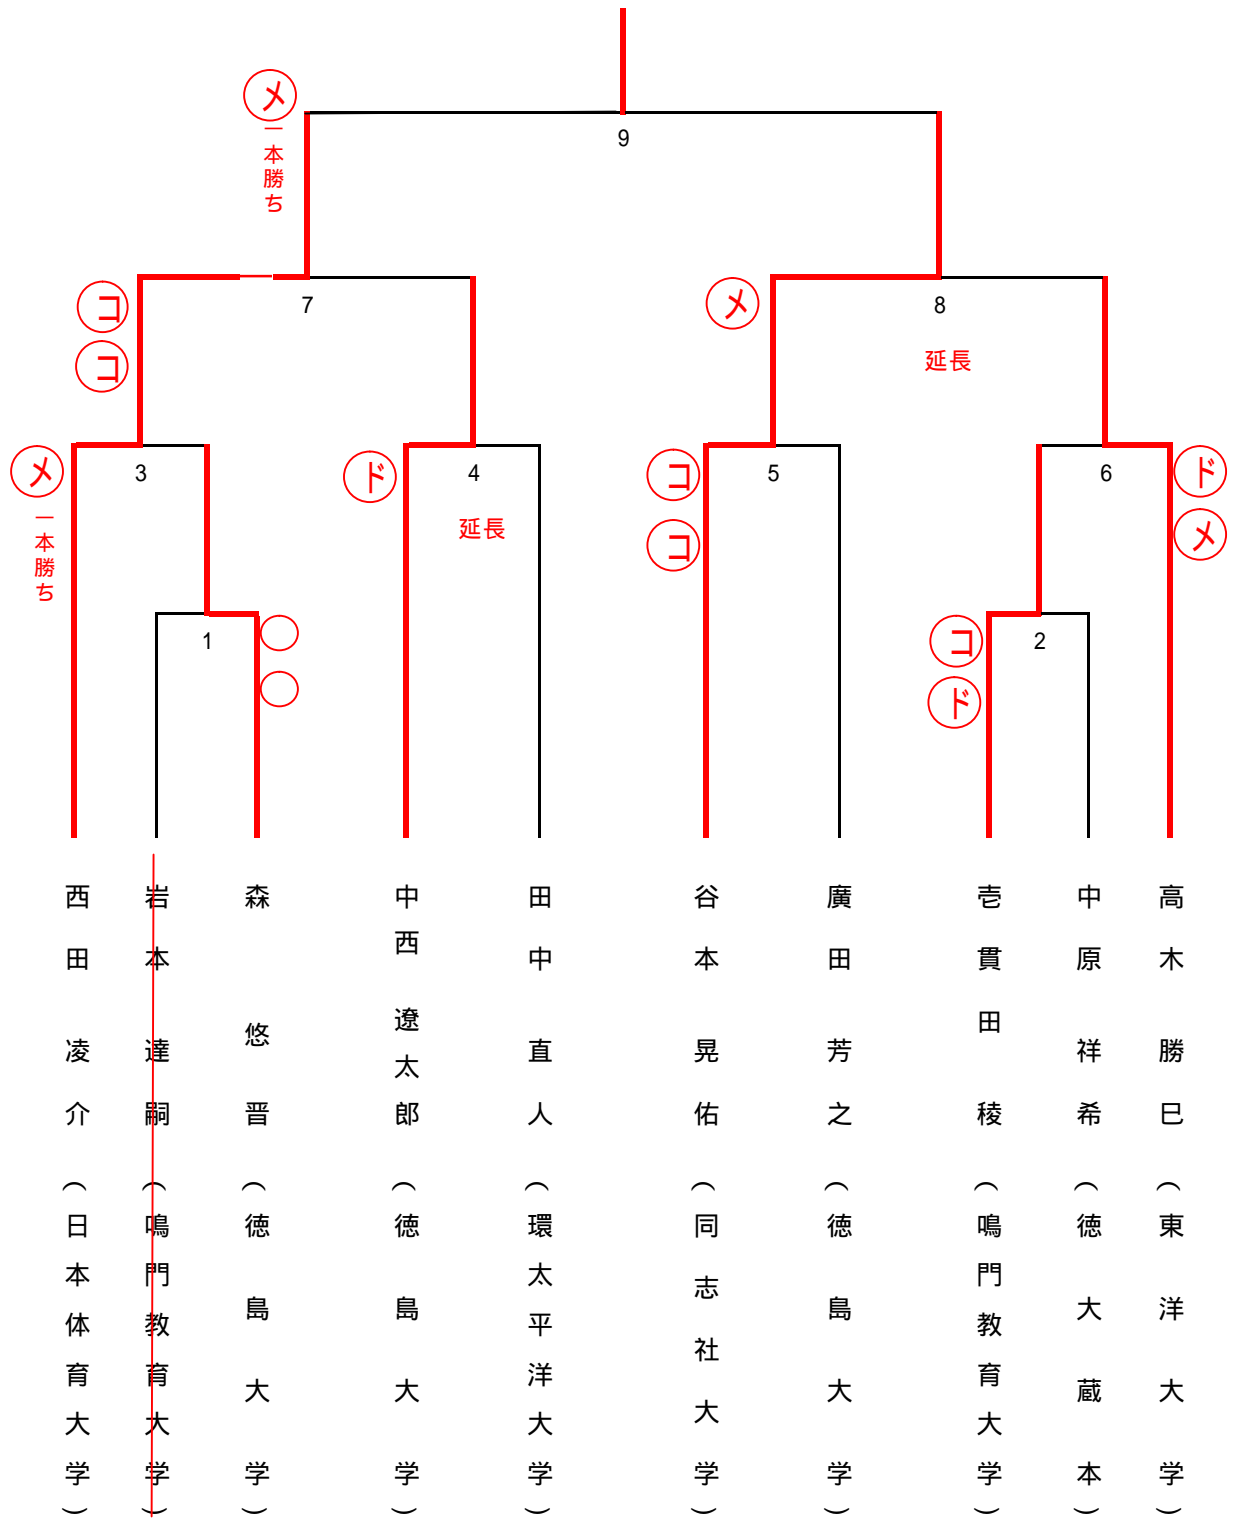 メ
一本勝ち
9
コ
コ
7
メ
8
延長
メ
一本勝ち
3
ド
4
延長
コ
コ
5
6
ド
メ
1
コ
ド
2
西田 凌介(日本体育大学)
岩本 達嗣(鳴門教育大学)
森 悠晋(徳島大学)
中西 遼太郎(徳島大学)
田中 直人(環太平洋大学)
谷本 晃佑(同志社大学)
廣田 芳之(徳島大学)
壱貫田 稜(鳴門教育大学)
中原 祥希(徳大蔵本)
高木 勝巳(東洋大学)